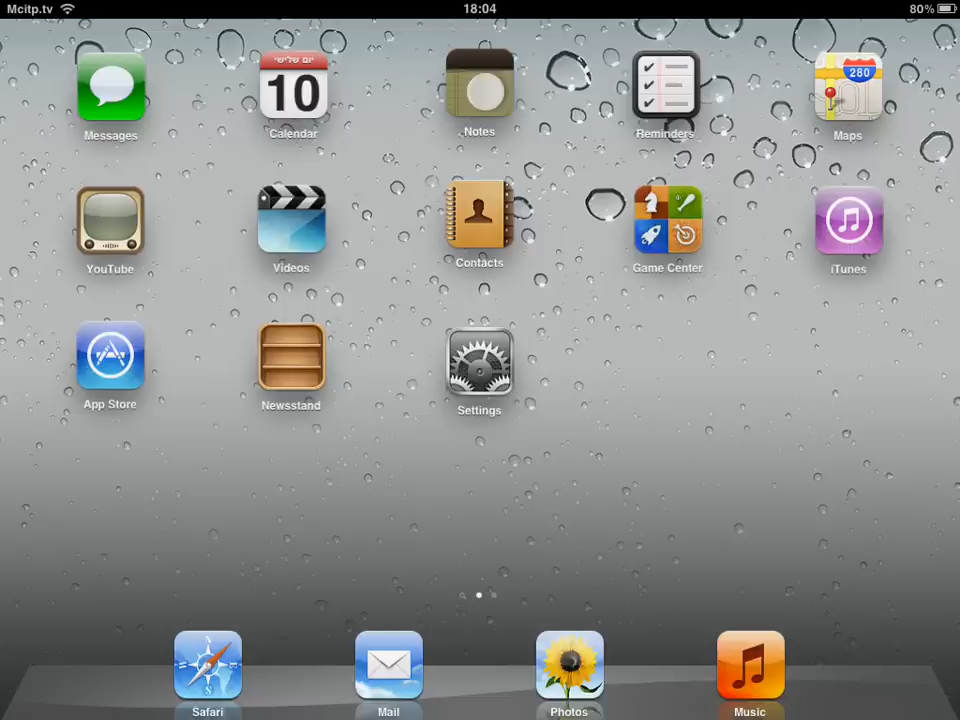 Mcitp.tv
18:04
80%
יום שלישי
10
280
Messages
Calendar
Notes
Reminders
Maps
YouTube
Videos
Contacts
Game Center
iTunes
App Store
Newsstand
Settings
Safari
Mail
Photos
Music